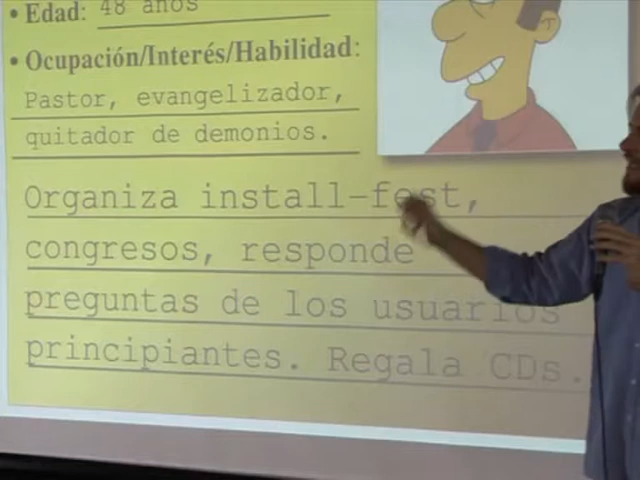 • Edad: 48 años
• Ocupación/Interés/Habilidad:
Pastor, evangelizador,
quitador de demonios.
Organiza install-fest,
congresos, responde
preguntas de los usuarios
principiantes. Regala CDs.